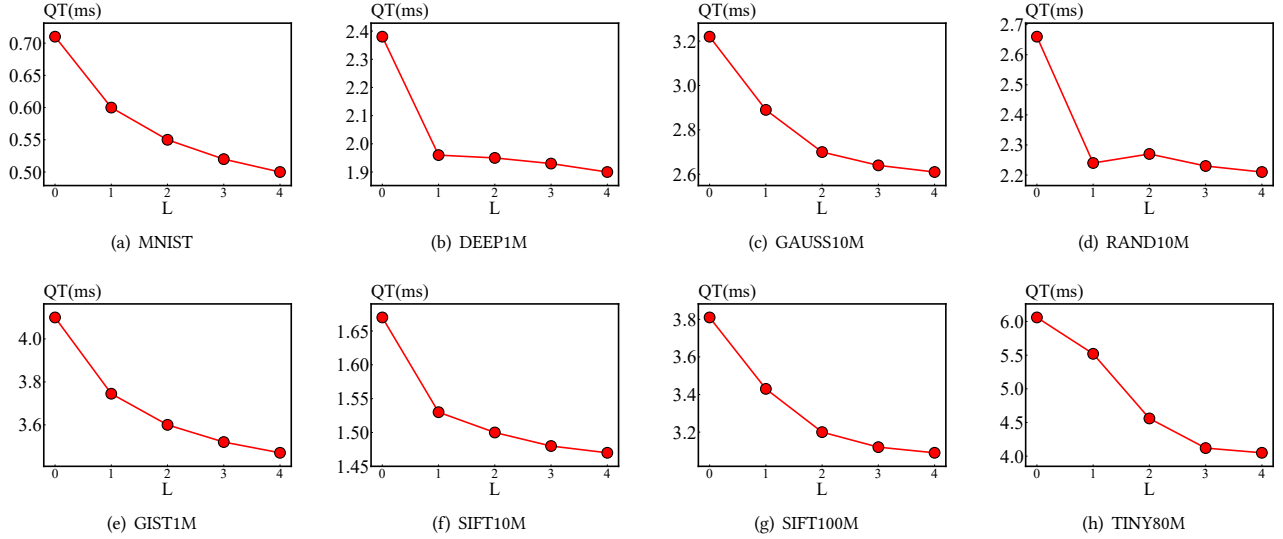 QT(ms)
0.70
0.65
0.60
0.55
0.50
0 1 2 3 4
L
(a) MNIST
QT(ms)
2.4
2.3
2.2
2.1
2.0
1.9
0 1 2 3 4
L
(b) DEEP1M
QT(ms)
3.2
3.0
2.8
2.6
0 1 2 3 4
L
(c) GAUSS10M
QT(ms)
2.7
2.6
2.5
2.4
2.3
2.2
0 1 2 3 4
L
(d) RAND10M
QT(ms)
4.0
3.8
3.6
0 1 2 3 4
L
(e) GIST1M
QT(ms)
1.65
1.60
1.55
1.50
1.45
0 1 2 3 4
L
(f) SIFT10M
QT(ms)
3.8
3.6
3.4
3.2
0 1 2 3 4
L
(g) SIFT100M
QT(ms)
6.0
5.5
5.0
4.5
4.0
0 1 2 3 4
L
(h) TINY80M